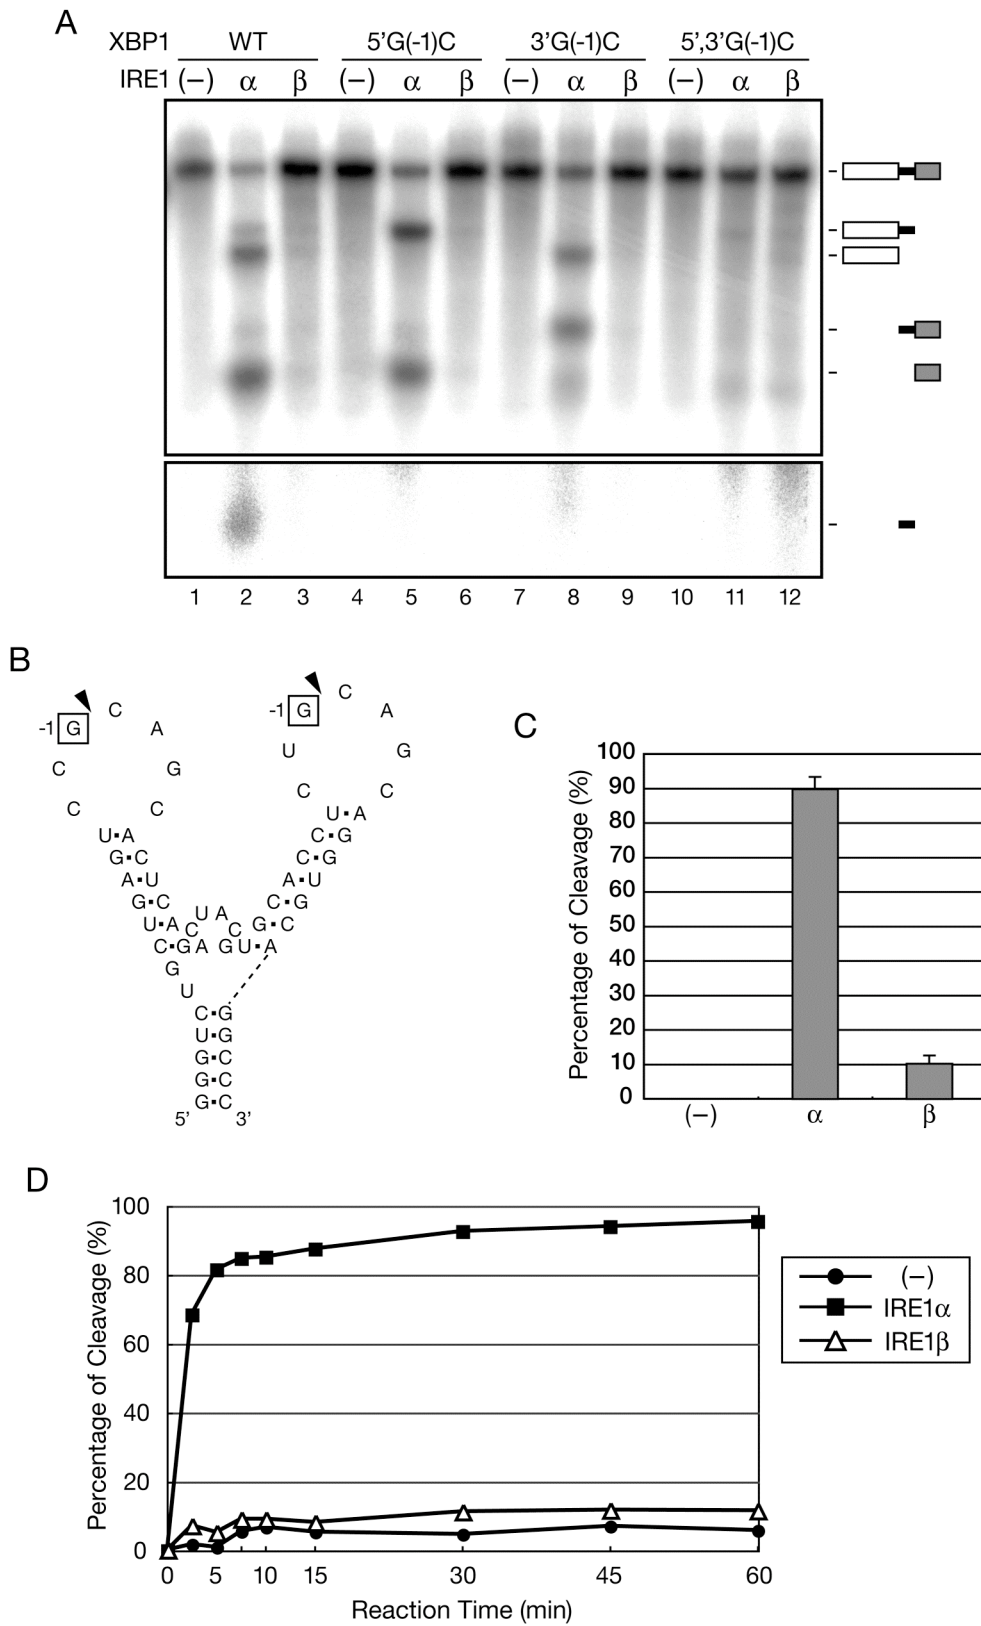 A
XBP1 WT 5'G(-1)C 3'G(-1)C 5',3'G(-1)C
IRE1 (−) α β (−) α β (−) α β (−) α β
1 2 3 4 5 6 7 8 9 10 11 12
B
-1 G C A G C C C
-1 G C A G C U C
U·A U·A
G·C C·G
A·U C·G
G·C A·U
U·A C U A C G·C C·G
C·G A G U·A
G
U
C·G
U·G
G·C
G·C
G·C
5' 3'
C
Percentage of Cleavage (%)
100
90
80
70
60
50
40
30
20
10
0
(−) α β
D
Percentage of Cleavage (%)
100
80
60
40
20
0
0 5 10 15 30 45 60
Reaction Time (min)
(−)
IRE1α
IRE1β